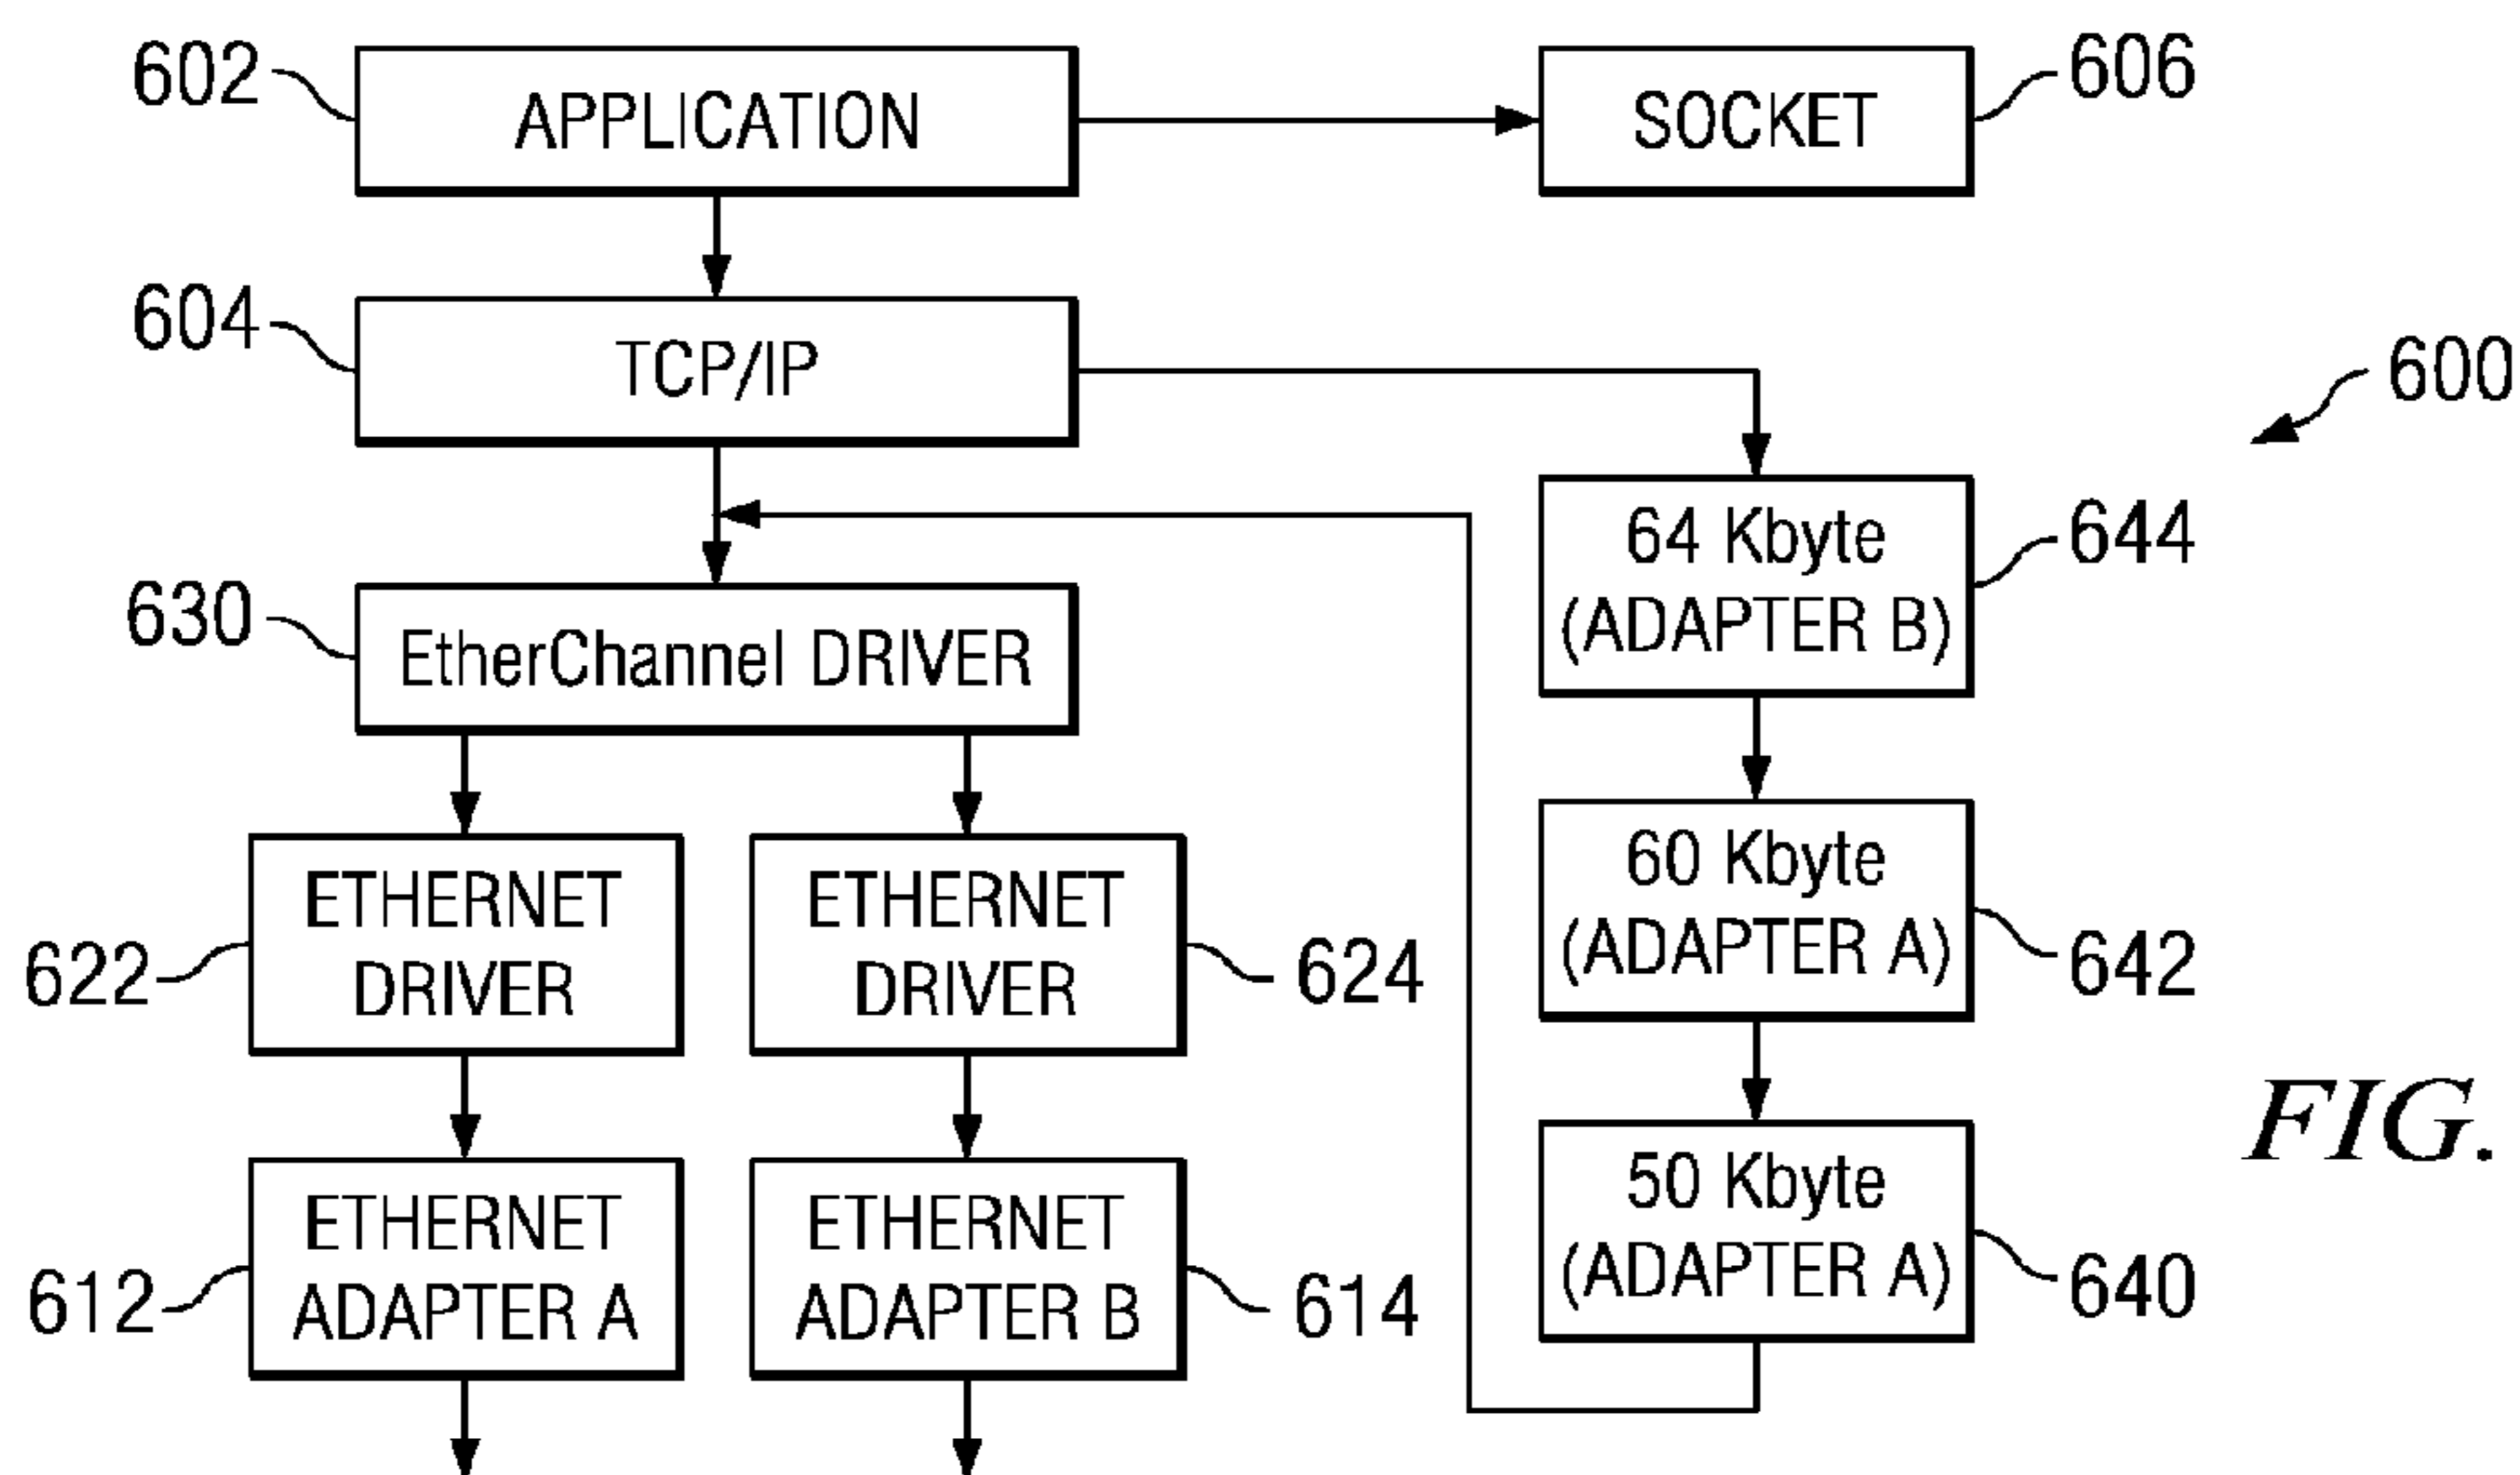 602
APPLICATION
SOCKET
606
604
TCP/IP
600
64 Kbyte
(ADAPTER B)
644
630
EtherChannel DRIVER
60 Kbyte
(ADAPTER A)
642
622
ETHERNET
DRIVER
ETHERNET
DRIVER
624
50 Kbyte
(ADAPTER A)
640
FIG.
612
ETHERNET
ADAPTER A
ETHERNET
ADAPTER B
614